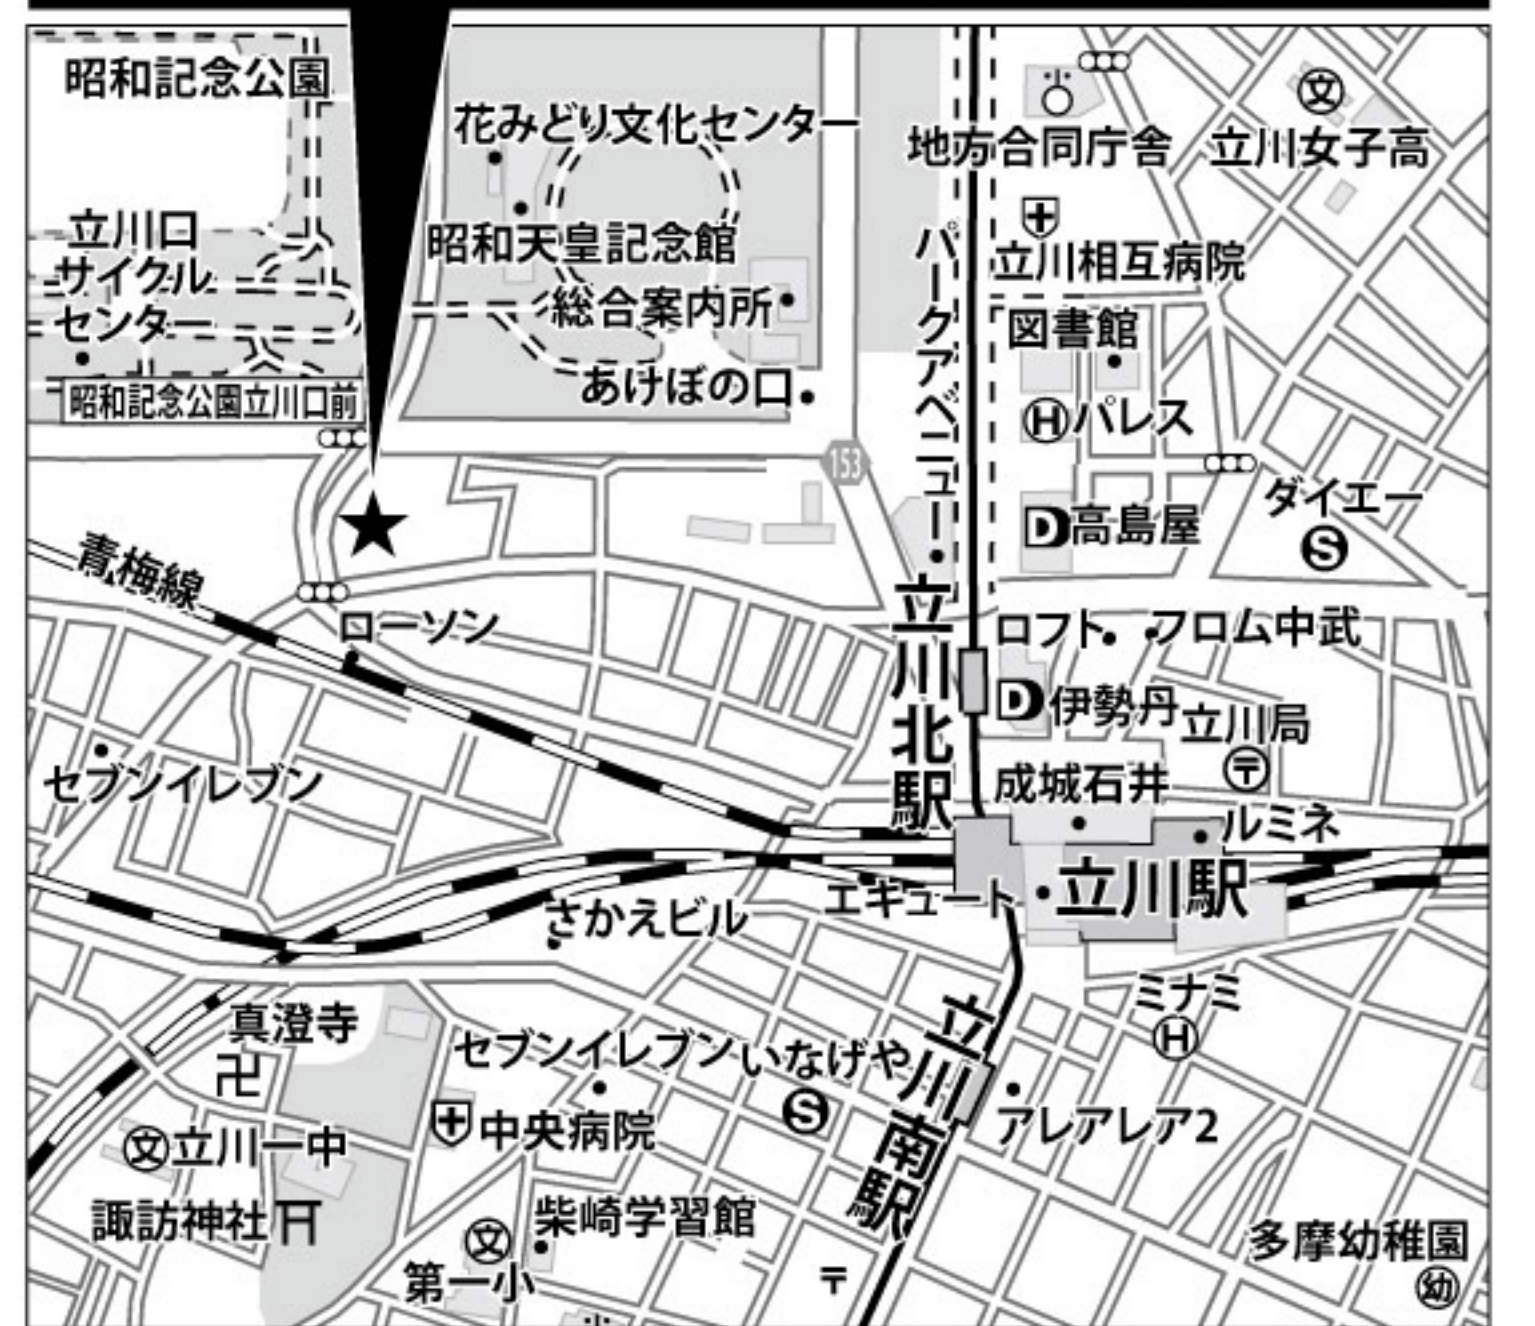 昭和記念公園
花みどり文化センター
地方合同庁舎
文
立川女子高
立川口
サイクル
センター
昭和天皇記念館
パークアベニュー
立川相互病院
総合案内所
図書館
あけぼの口
昭和記念公園立川口前
H
パレス
153
ダイエー
S
D
高島屋
青梅線
ローソン
立川北駅
ロフト
フロム中武
D
伊勢丹
立川局
〒
セブンイレブン
成城石井
ルミネ
エキュート
立川駅
さかえビル
ミナミ
H
真澄寺
卍
セブンイレブン
いなげや
S
立川南駅
アレアレア2
文
立川一中
中央病院
諏訪神社
文
第一小
柴崎学習館
〒
多摩幼稚園
幼